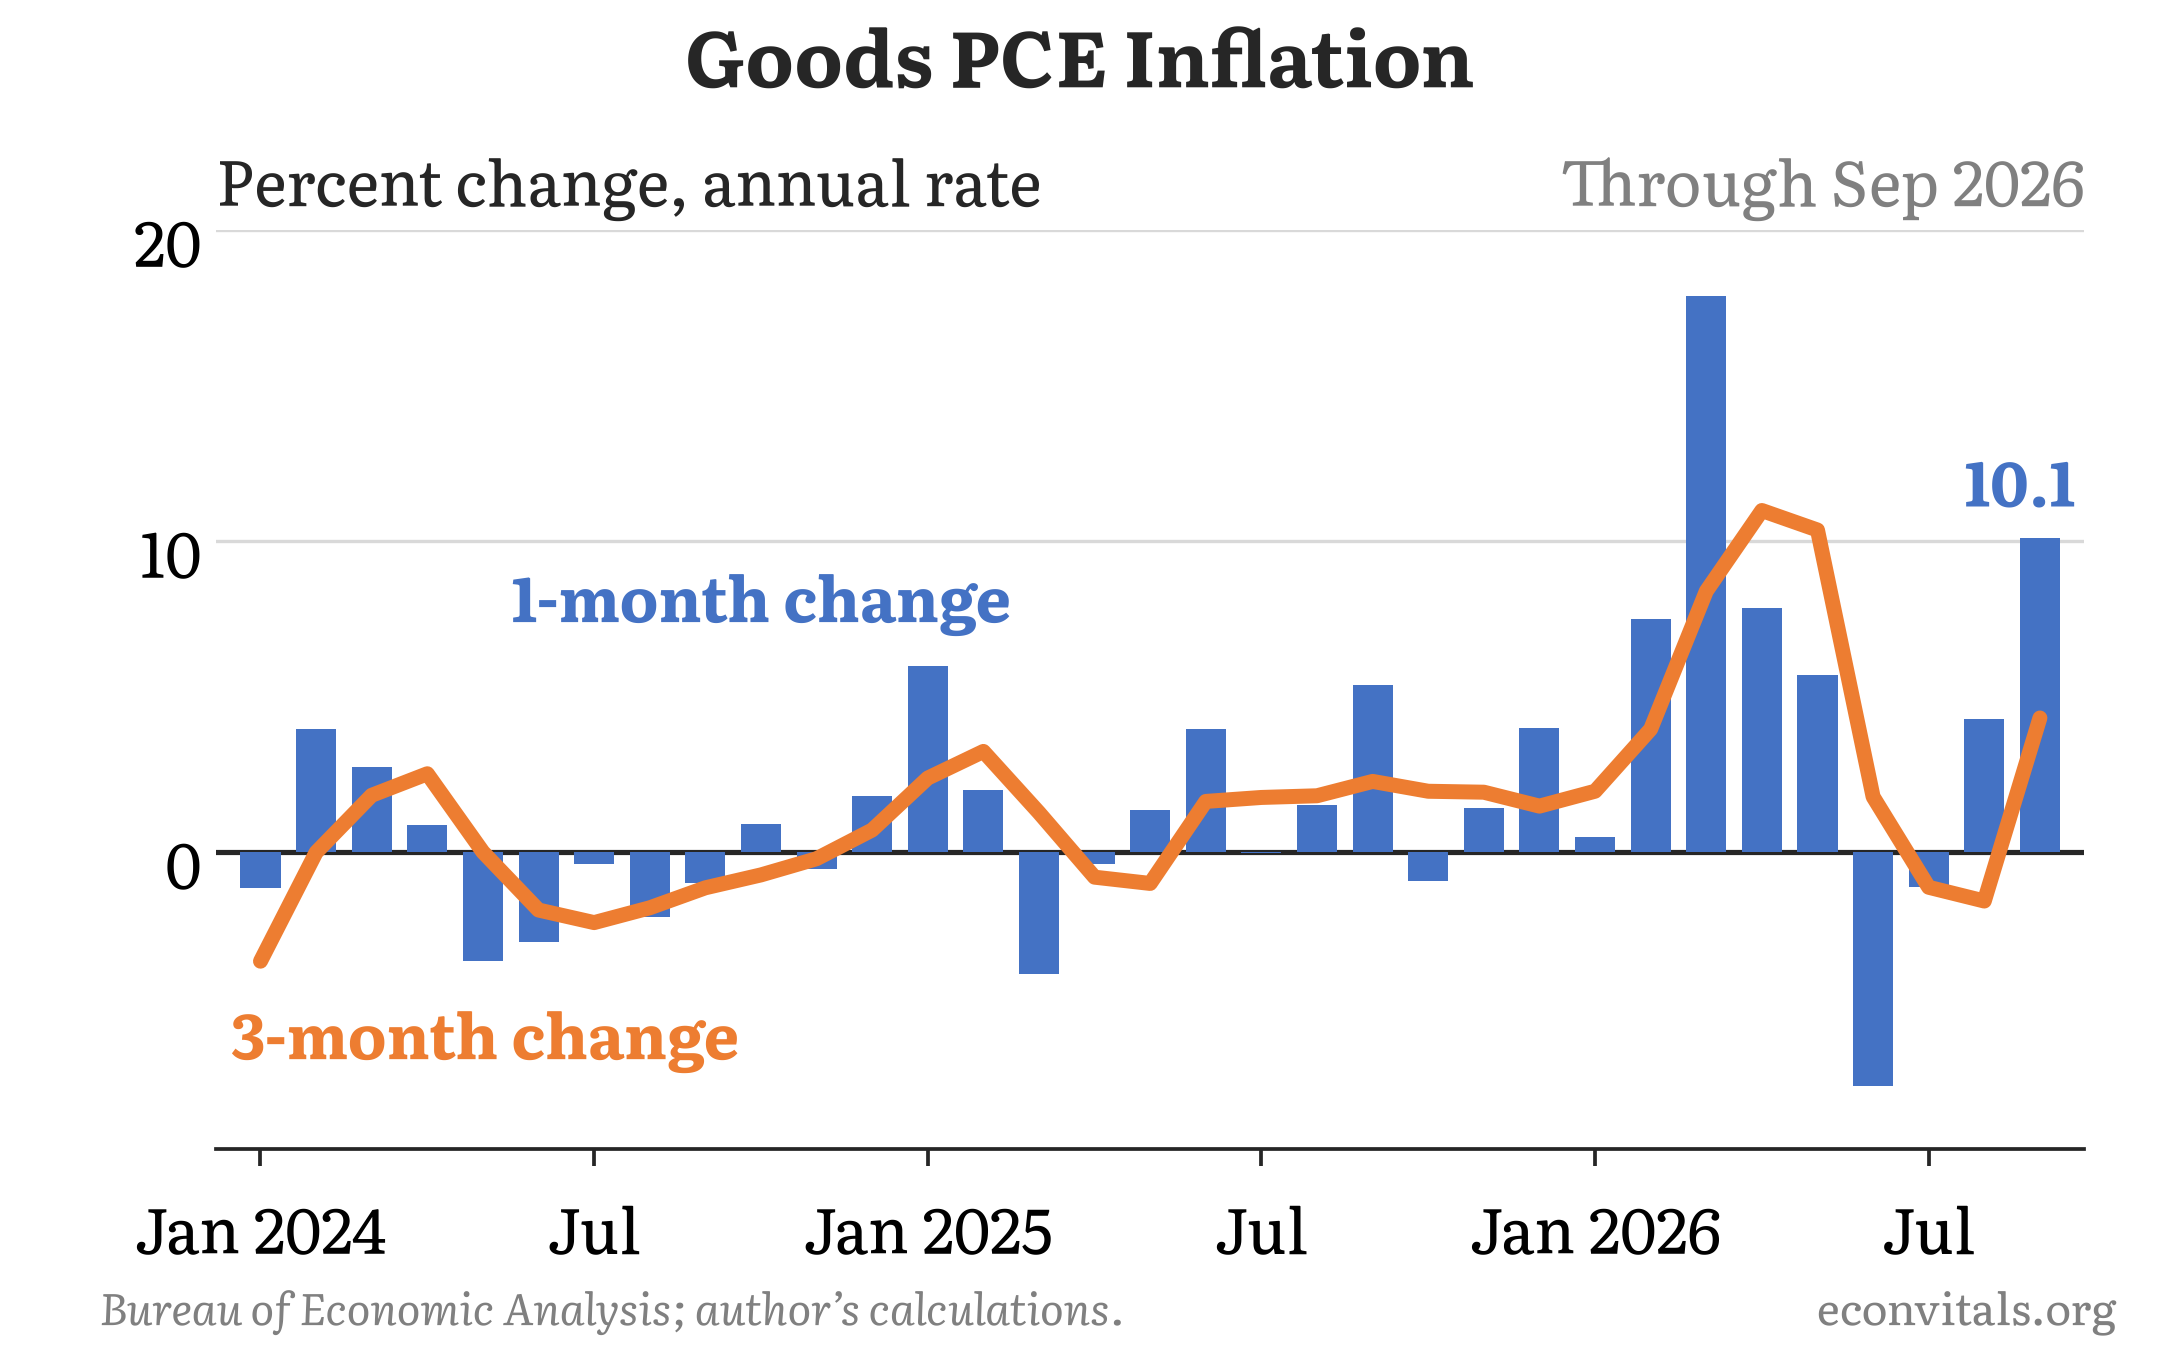 Goods PCE Inflation
Percent change, annual rate
Through Sep 2026
20
10
0
10.1
1-month change
3-month change
Jan 2024
Jul
Jan 2025
Jul
Jan 2026
Jul
Bureau of Economic Analysis; author’s calculations.
econvitals.org